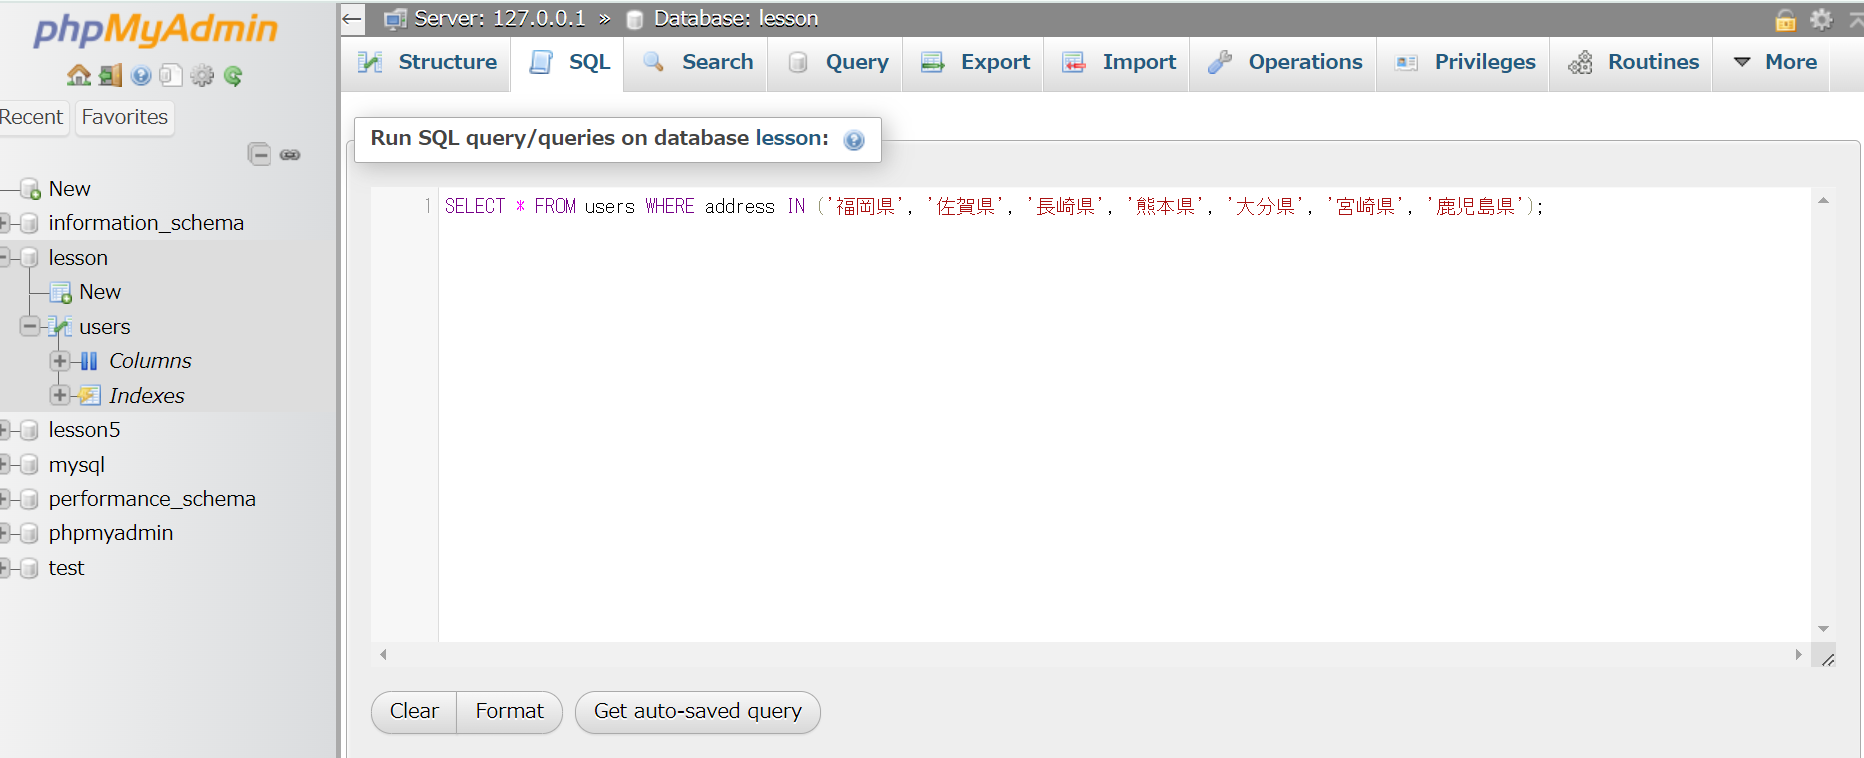 phpMyAdmin
Recent
Favorites
New
information_schema
lesson
New
users
Columns
Indexes
lesson5
mysql
performance_schema
phpmyadmin
test
Server: 127.0.0.1 » Database: lesson
Structure
SQL
Search
Query
Export
Import
Operations
Privileges
Routines
More
Run SQL query/queries on database lesson:
1 SELECT * FROM users WHERE address IN ('福岡県', '佐賀県', '長崎県', '熊本県', '大分県', '宮崎県', '鹿児島県');
Clear
Format
Get auto-saved query